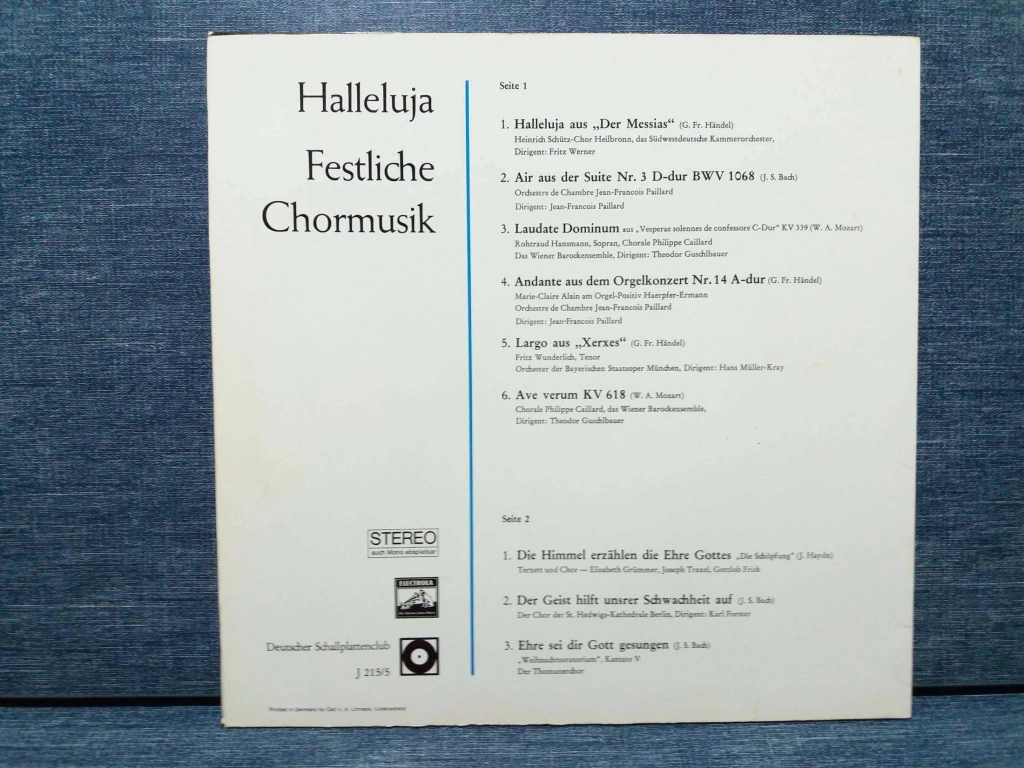 Halleluja
Festliche
Chormusik
STEREO
auch Mono abspielbar
ELECTROLA
Deutscher Schallplattenclub
J 215/5
Printed in Germany by Carl v. d. Linnepe, Lüdenscheid
Seite 1
1. Halleluja aus „Der Messias“ (G. Fr. Händel)
Heinrich Schütz-Chor Heilbronn, das Südwestdeutsche Kammerorchester,
Dirigent: Fritz Werner
2. Air aus der Suite Nr. 3 D-dur BWV 1068 (J. S. Bach)
Orchestre de Chambre Jean-Francois Paillard
Dirigent: Jean-Francois Paillard
3. Laudate Dominum aus „Vesperae solennes de confessore C-Dur“ KV 339 (W. A. Mozart)
Rohtraud Hansmann, Sopran, Chorale Philippe Caillard
Das Wiener Barockensemble, Dirigent: Theodor Guschlbauer
4. Andante aus dem Orgelkonzert Nr. 14 A-dur (G. Fr. Händel)
Marie-Claire Alain am Orgel-Positiv Haerpfer-Ermann
Orchestre de Chambre Jean-Francois Paillard
Dirigent: Jean-Francois Paillard
5. Largo aus „Xerxes“ (G. Fr. Händel)
Fritz Wunderlich, Tenor
Orchester der Bayerischen Staatsoper München, Dirigent: Hans Müller-Kray
6. Ave verum KV 618 (W. A. Mozart)
Chorale Philippe Caillard, das Wiener Barockensemble,
Dirigent: Theodor Guschlbauer
Seite 2
1. Die Himmel erzählen die Ehre Gottes „Die Schöpfung“ (J. Haydn)
Terzett und Chor — Elisabeth Grümmer, Joseph Traxel, Gottlob Frick
2. Der Geist hilft unsrer Schwachheit auf (J. S. Bach)
Der Chor der St. Hedwigs-Kathedrale Berlin, Dirigent: Karl Forster
3. Ehre sei dir Gott gesungen (J. S. Bach)
„Weihnachtsoratorium“, Kantate V
Der Thomanerchor